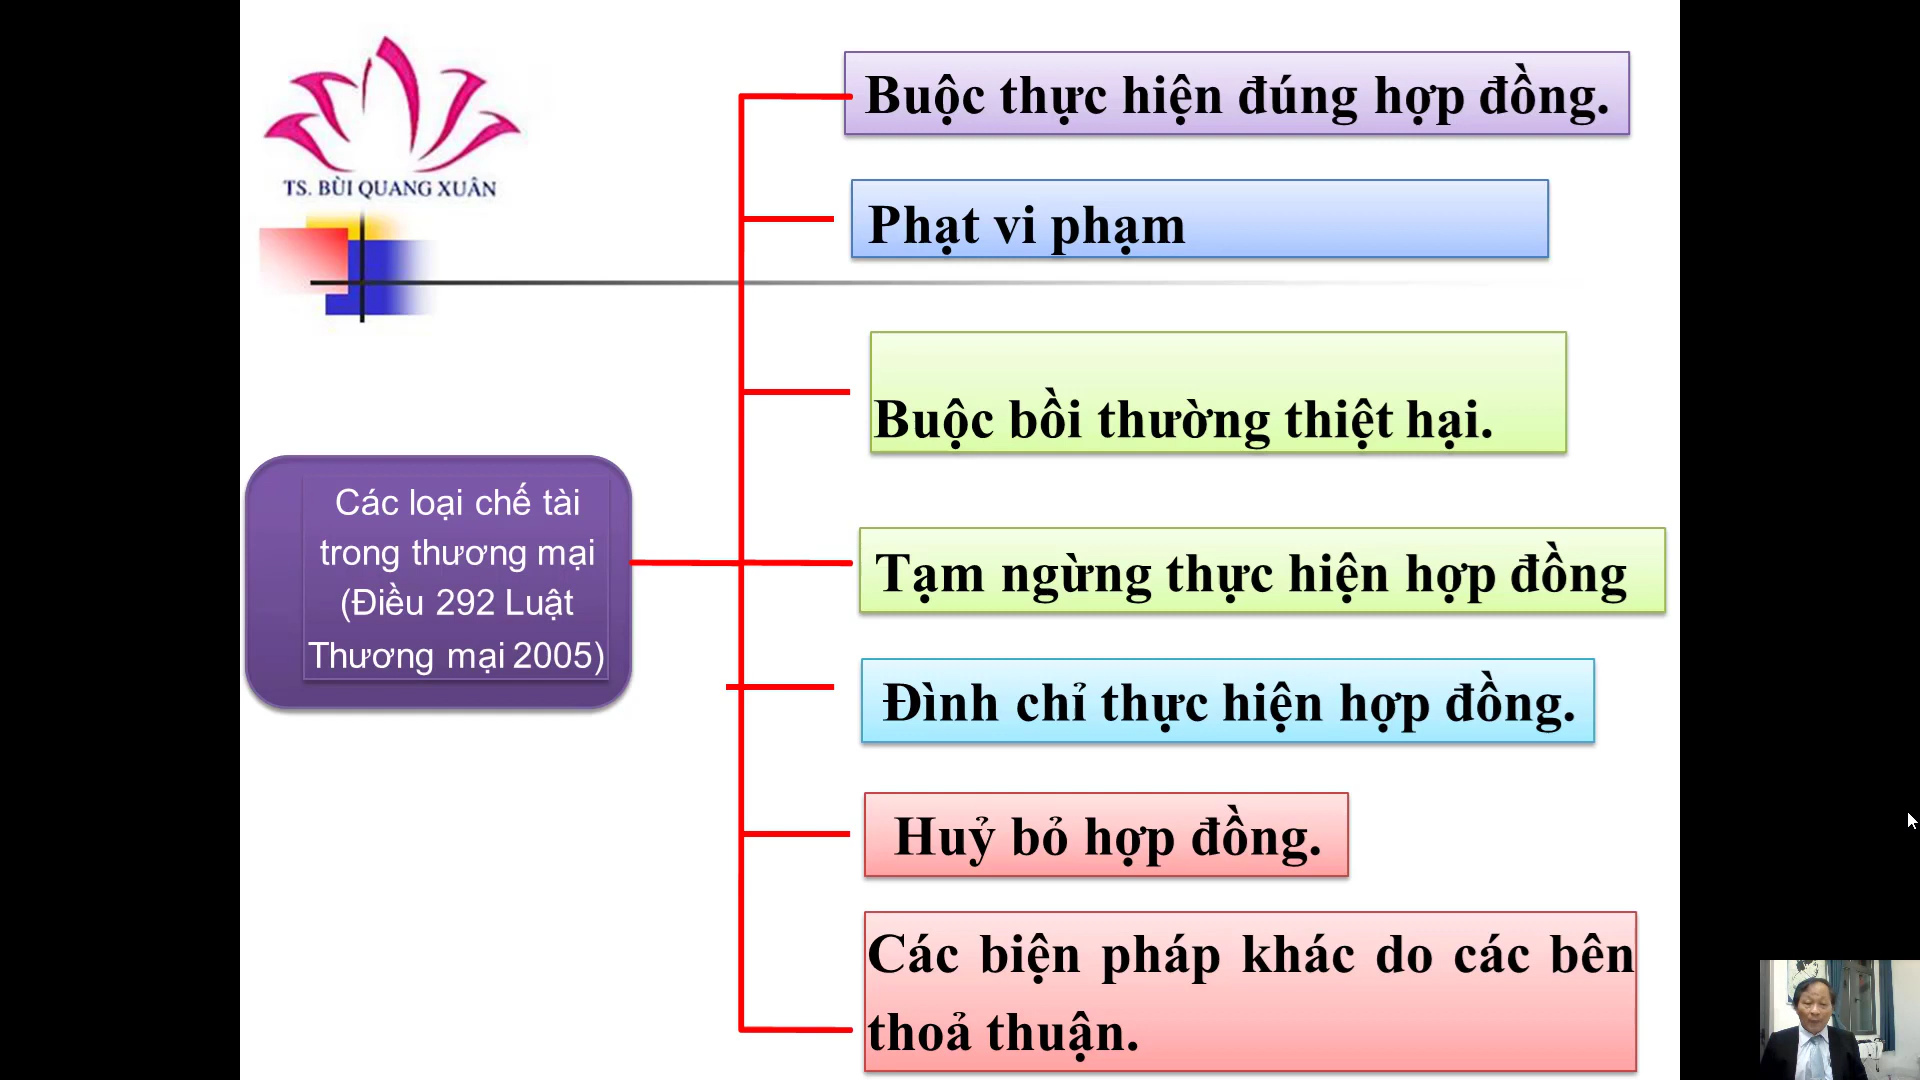 TS. BÙI QUANG XUÂN
Buộc thực hiện đúng hợp đồng.
Phạt vi phạm
Buộc bồi thường thiệt hại.
Các loại chế tài
trong thương mại
(Điều 292 Luật
Thương mại 2005)
Tạm ngừng thực hiện hợp đồng
Đình chỉ thực hiện hợp đồng.
Huỷ bỏ hợp đồng.
Các biện pháp khác do các bên
thoả thuận.